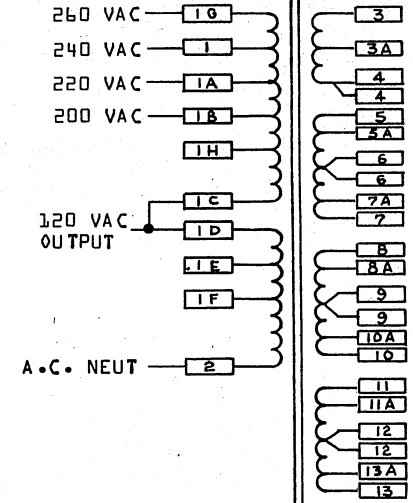 260 VAC 1G
240 VAC 1
220 VAC 1A
200 VAC 1B
1H
1C
120 VAC
OUTPUT
1D
1E
1F
A.C. NEUT 2
3
3A
4
4
5
5A
6
6
7A
7
8
8A
9
9
10A
10
11
11A
12
12
13A
13